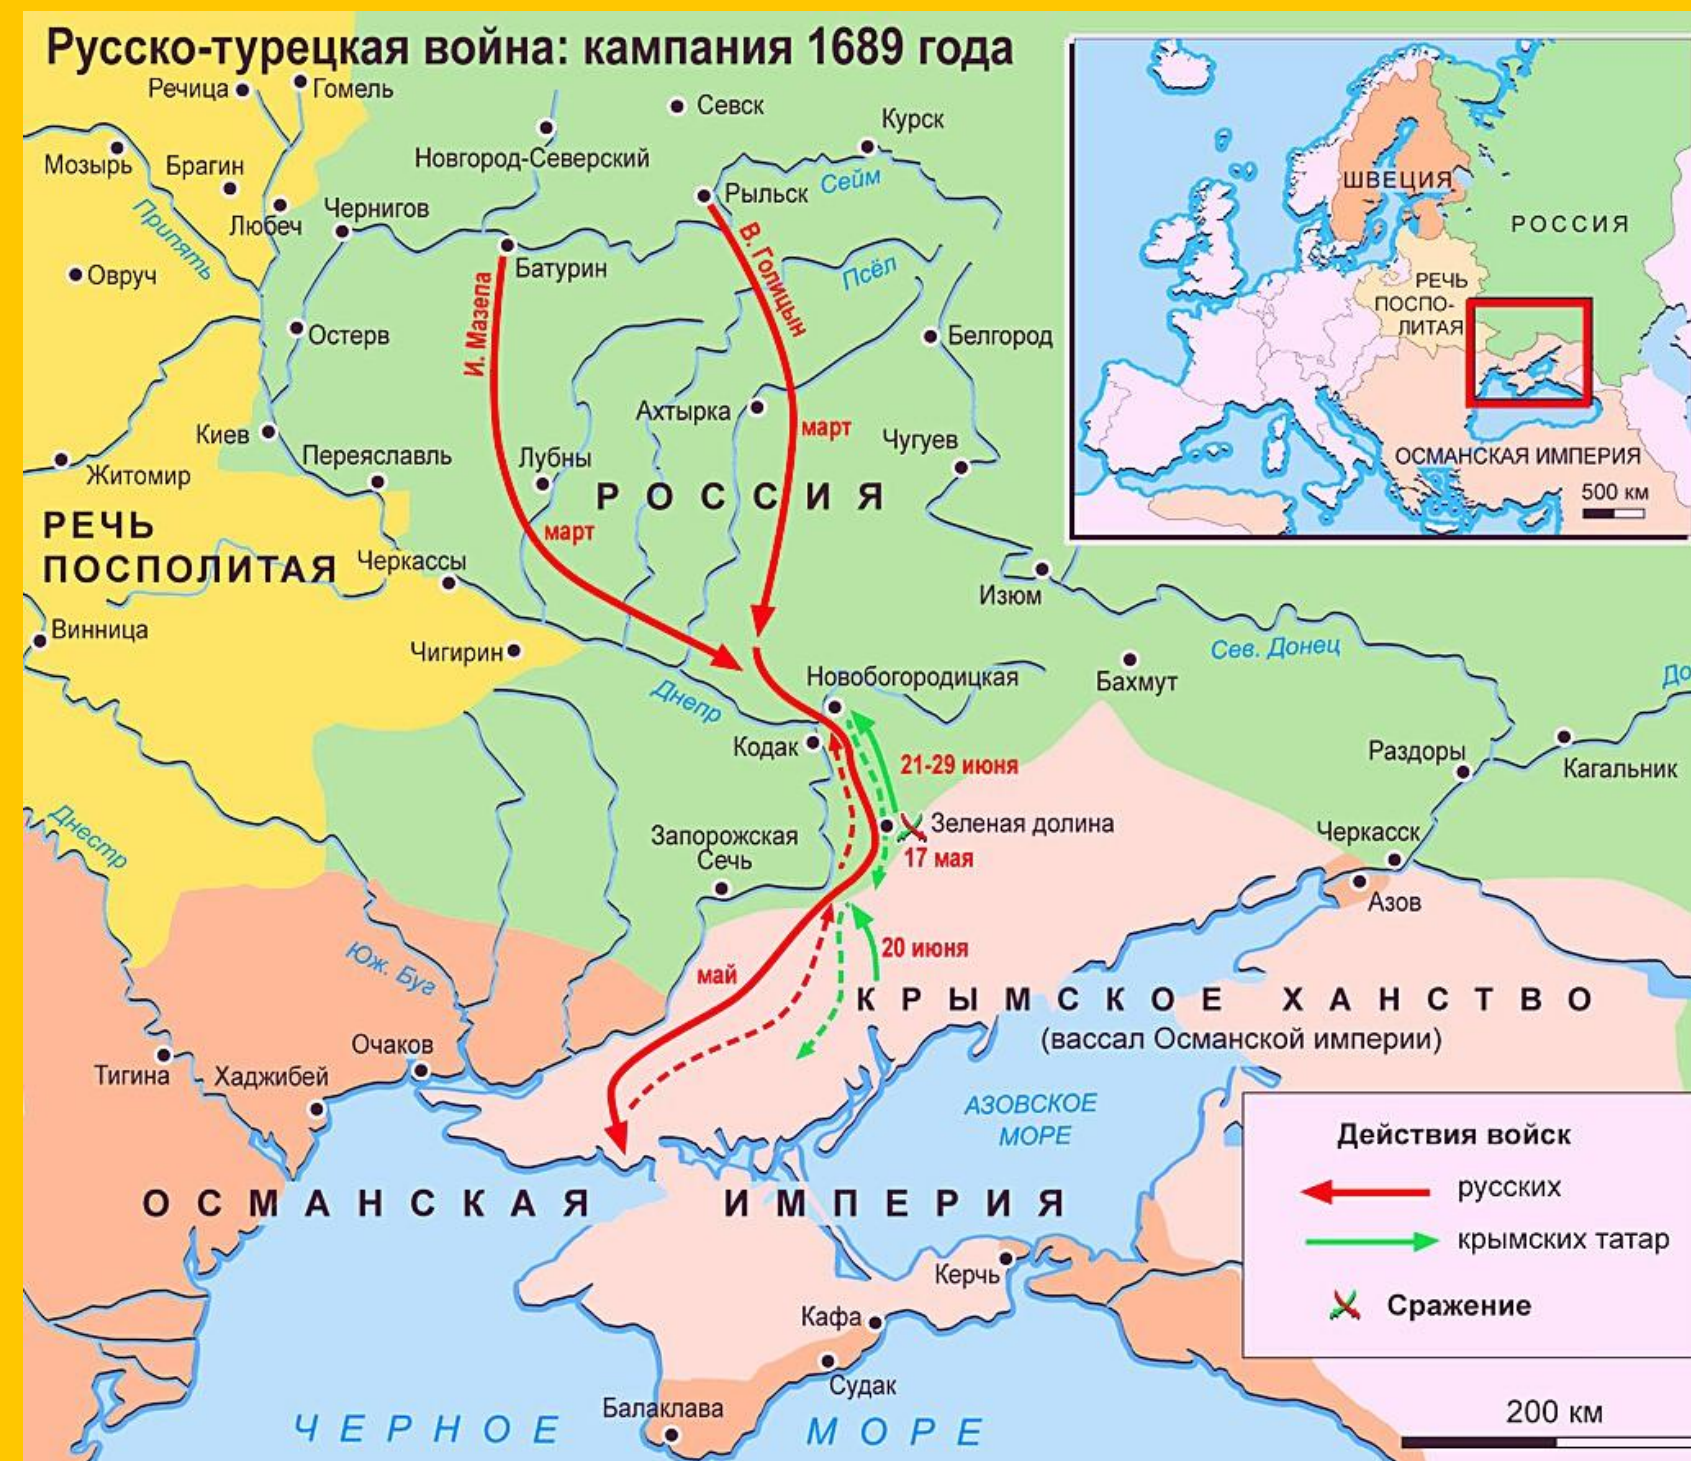 Русско-турецкая война: кампания 1689 года
Речица
Гомель
Севск
Курск
Мозырь
Брагин
Новгород-Северский
Рыльск
Сейм
Любеч
Чернигов
Припять
Овруч
Батурин
В. Голицын
Псёл
И. Мазепа
Остерв
Белгород
Ахтырка
март
Киев
Чугуев
Житомир
Переяславль
Лубны
РОССИЯ
РЕЧЬ
ПОСПОЛИТАЯ
март
Черкассы
Изюм
Винница
Чигирин
Сев. Донец
Новобогородицкая
Бахмут
До
Днепр
Кодак
21-29 июня
Раздоры
Кагальник
Днестр
Запорожская
Сечь
Зеленая долина
17 мая
Черкасск
Азов
Юж. Буг
май
20 июня
КРЫМСКОЕ ХАНСТВО
(вассал Османской империи)
Очаков
Тигина
Хаджибей
АЗОВСКОЕ
МОРЕ
ОСМАНСКАЯ ИМПЕРИЯ
Керчь
Кафа
Судак
Балаклава
ЧЕРНОЕ МОРЕ
ШВЕЦИЯ
РОССИЯ
РЕЧЬ
ПОСПО-
ЛИТАЯ
ОСМАНСКАЯ ИМПЕРИЯ
500 км
Действия войск
русских
крымских татар
Сражение
200 км